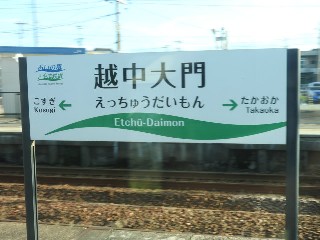 越中大門
えっちゅうだいもん
Etchū-Daimon
こすぎ
Kosugi
たかおか
Takaoka